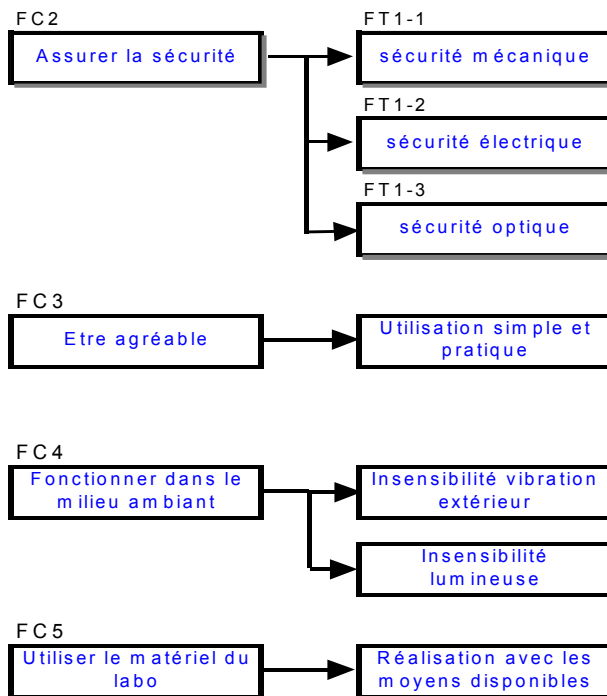 FC2
Assurer la sécurité
FT1-1
sécurité mécanique
FT1-2
sécurité électrique
FT1-3
sécurité optique
FC3
Etre agréable
Utilisation simple et
pratique
FC4
Fonctionner dans le
milieu ambiant
Insensibilité vibration
extérieur
Insensibilité
lumineuse
FC5
Utiliser le matériel du
labo
Réalisation avec les
moyens disponibles